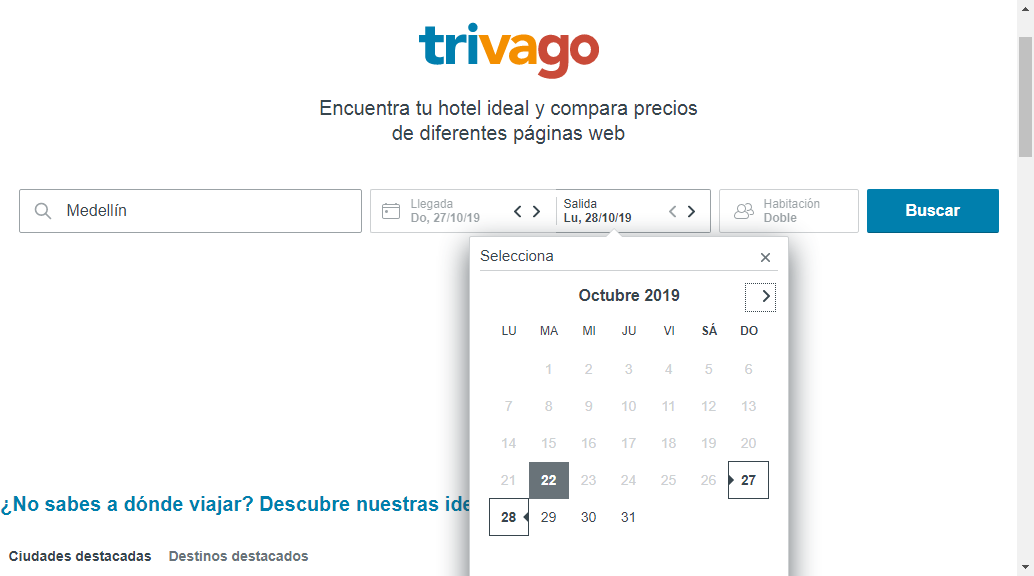 trivago
Encuentra tu hotel ideal y compara precios
de diferentes páginas web
Medellín
Llegada
Do, 27/10/19
Salida
Lu, 28/10/19
Habitación
Doble
Buscar
Selecciona
Octubre 2019
LU MA MI JU VI SÁ DO
1 2 3 4 5 6
7 8 9 10 11 12 13
14 15 16 17 18 19 20
21 22 23 24 25 26 27
28 29 30 31
¿No sabes a dónde viajar? Descubre nuestras ide
Ciudades destacadas Destinos destacados